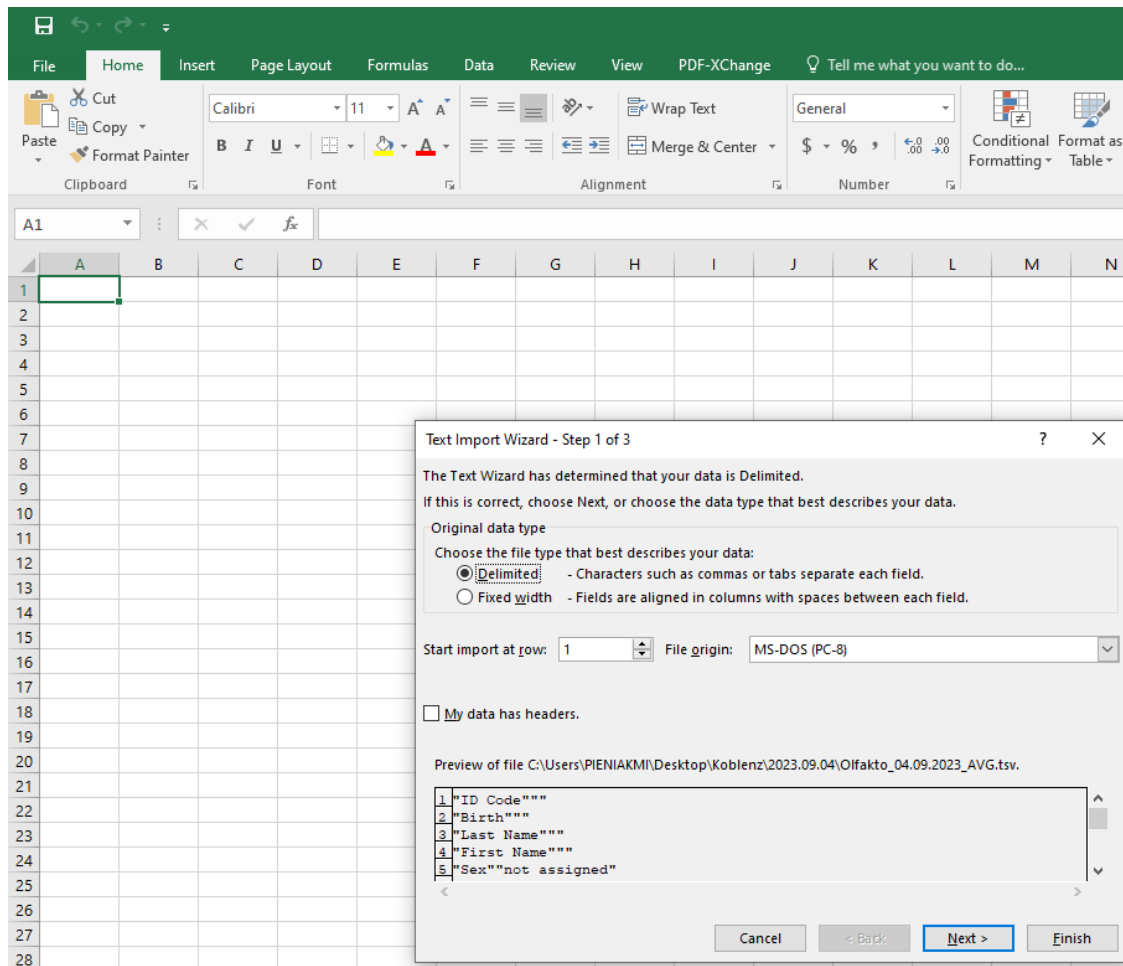 File Home Insert Page Layout Formulas Data Review View PDF-XChange Tell me what you want to do...
Paste
Cut
Copy
Format Painter
Clipboard
Calibri 11 A A
B I U A
Font
Wrap Text
Merge & Center
Alignment
General
$ % , .0 .00 .00 .0
Number
Conditional Formatting
Format as Table
A1 fx
A B C D E F G H I J K L M N
1
2
3
4
5
6
7
8
9
10
11
12
13
14
15
16
17
18
19
20
21
22
23
24
25
26
27
28
Text Import Wizard - Step 1 of 3 ?
The Text Wizard has determined that your data is Delimited.
If this is correct, choose Next, or choose the data type that best describes your data.
Original data type
Choose the file type that best describes your data:
Delimited - Characters such as commas or tabs separate each field.
Fixed width - Fields are aligned in columns with spaces between each field.
Start import at row: 1 File origin: MS-DOS (PC-8)
My data has headers.
Preview of file C:\Users\PIENIAKMI\Desktop\Koblenz\2023.09.04\Olfakto_04.09.2023_AVG.tsv.
1 "ID Code"""
2 "Birth"""
3 "Last Name"""
4 "First Name"""
5 "Sex""not assigned"
Cancel < Back Next > Finish